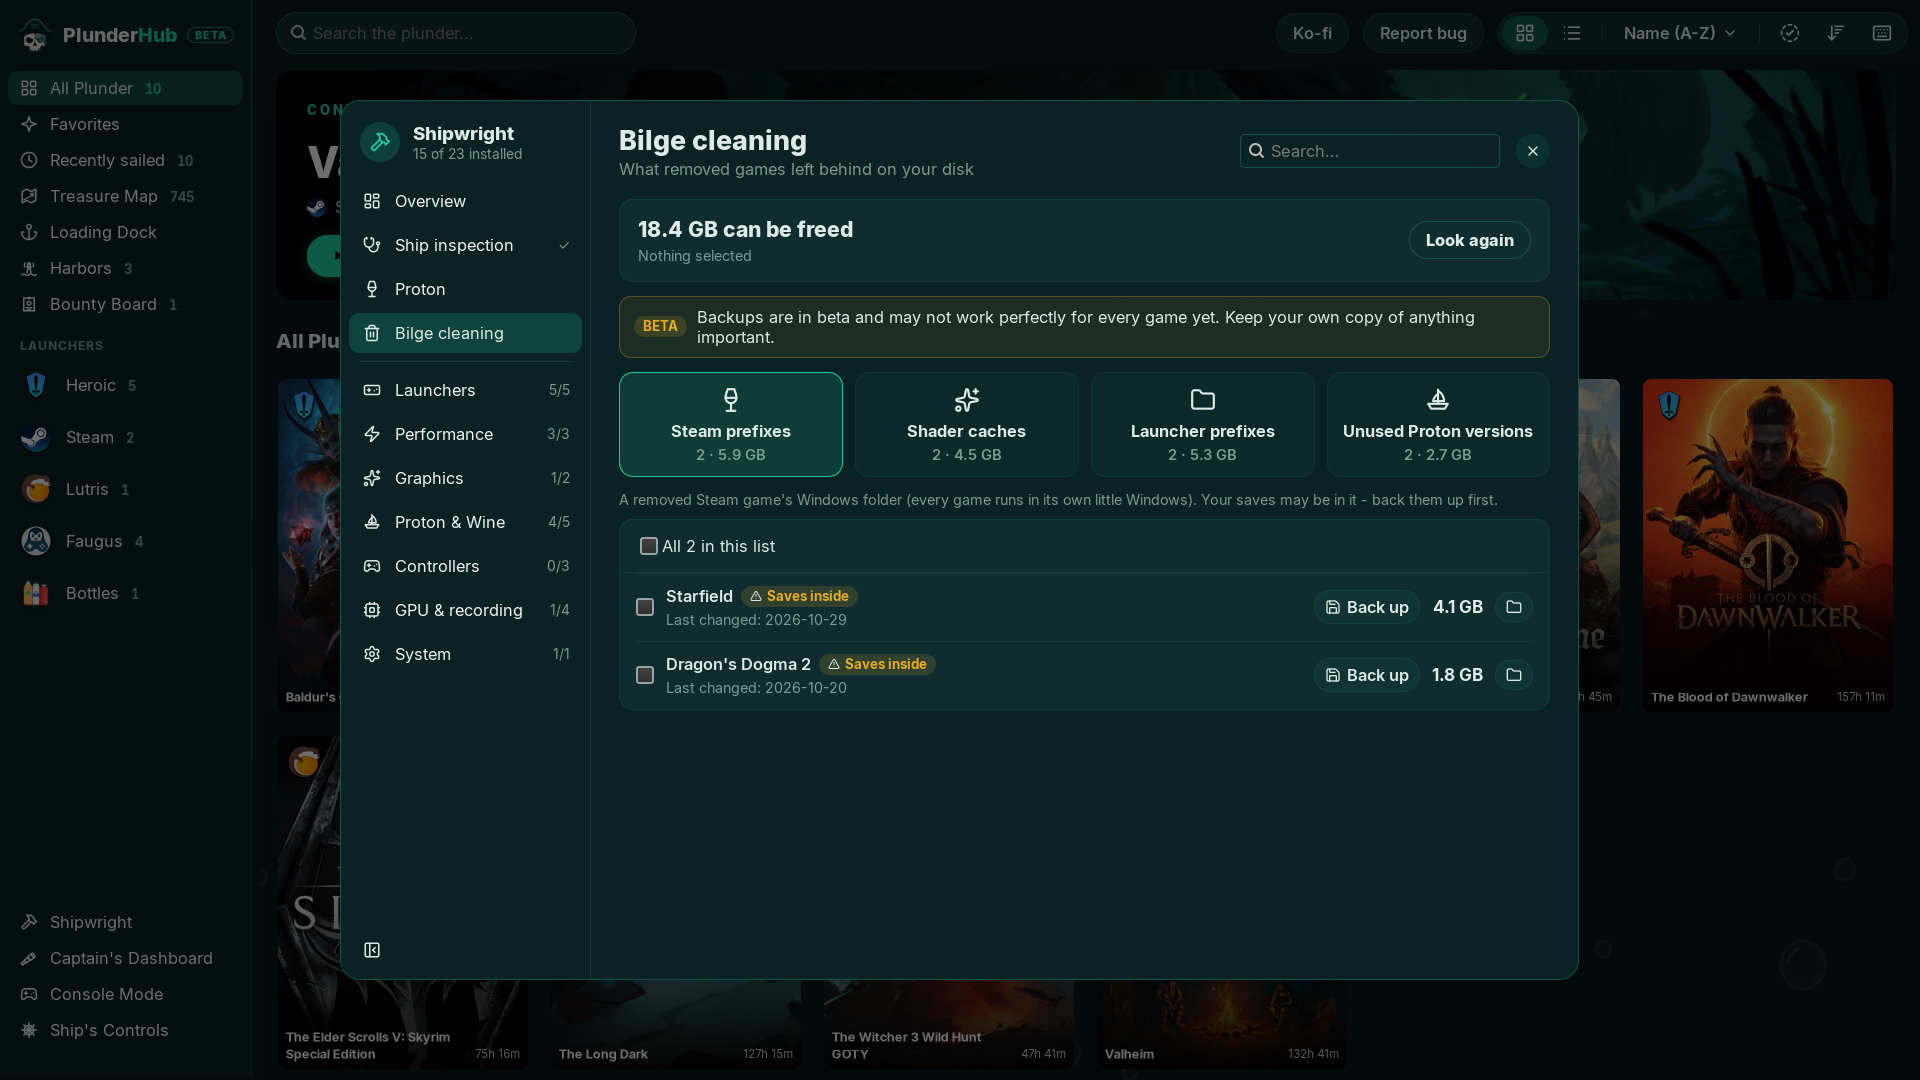 PlunderHub BETA
Search the plunder...
Ko-fi
Report bug
Name (A-Z)
All Plunder 10
Favorites
Recently sailed 10
Treasure Map 745
Loading Dock
Harbors 3
Bounty Board 1
LAUNCHERS
Heroic 5
Steam 2
Lutris 1
Faugus 4
Bottles 1
Shipwright
Captain's Dashboard
Console Mode
Ship's Controls
Shipwright
15 of 23 installed
Overview
Ship inspection
Proton
Bilge cleaning
Launchers 5/5
Performance 3/3
Graphics 1/2
Proton & Wine 4/5
Controllers 0/3
GPU & recording 1/4
System 1/1
Bilge cleaning
What removed games left behind on your disk
Search...
18.4 GB can be freed
Nothing selected
Look again
BETA
Backups are in beta and may not work perfectly for every game yet. Keep your own copy of anything
important.
Steam prefixes
2 · 5.9 GB
Shader caches
2 · 4.5 GB
Launcher prefixes
2 · 5.3 GB
Unused Proton versions
2 · 2.7 GB
A removed Steam game's Windows folder (every game runs in its own little Windows). Your saves may be in it - back them up first.
All 2 in this list
Starfield Saves inside
Last changed: 2026-10-29
Back up 4.1 GB
Dragon's Dogma 2 Saves inside
Last changed: 2026-10-20
Back up 1.8 GB
CON
All Plu
Baldur's
45m
THE BLOOD OF
DAWNWALKER
The Blood of Dawnwalker 157h 11m
The Elder Scrolls V: Skyrim
Special Edition 75h 16m
The Long Dark 127h 15m
The Witcher 3 Wild Hunt
GOTY 47h 41m
Valheim 132h 41m